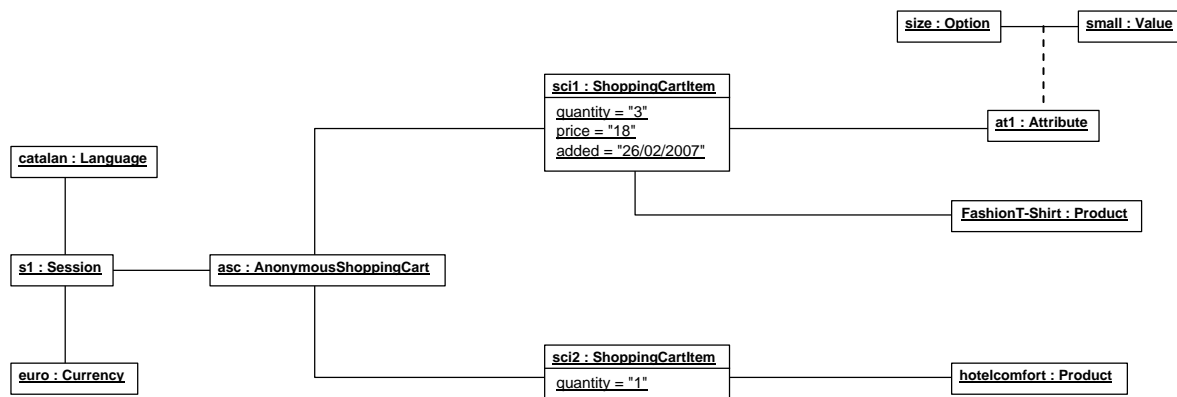 size : Option
small : Value
sci1 : ShoppingCartItem
quantity = "3"
price = "18"
added = "26/02/2007"
at1 : Attribute
catalan : Language
FashionT-Shirt : Product
s1 : Session
asc : AnonymousShoppingCart
sci2 : ShoppingCartItem
quantity = "1"
euro : Currency
hotelcomfort : Product